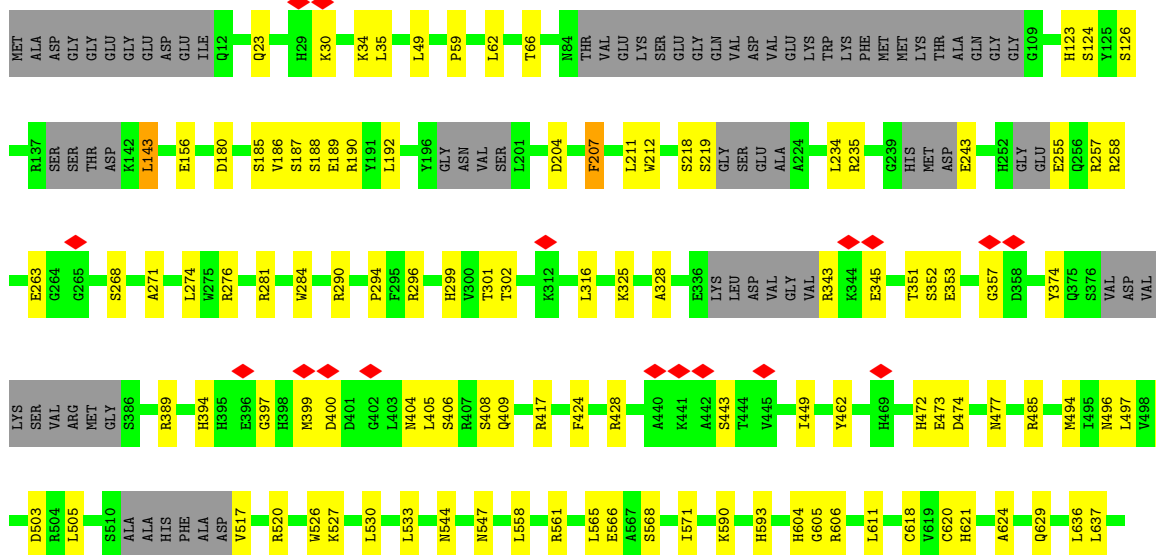 MET ALA ASP GLY GLY GLU GLY GLU ASP GLU ILE Q12 Q23 H29 K30 K34 L35 L49 P59 L62 T66 N84 THR VAL GLU LYS SER GLU GLY GLN VAL ASP VAL GLU LYS TRP LYS PHE MET MET LYS THR ALA GLN GLY GLY G109 H123 S124 Y125 S126
R137 SER SER THR ASP K142 L143 E156 D180 S185 V186 S187 S188 E189 R190 Y191 L192 Y196 GLY ASN VAL SER L201 D204 F207 L211 W212 S218 S219 GLY SER GLU ALA A224 L234 R235 G239 HIS MET ASP E243 H252 GLY GLU E255 Q256 R257 R258
E263 G264 G265 S268 A271 L274 W275 R276 R281 W284 R290 P294 F295 R296 H299 V300 T301 T302 K312 L316 K325 A328 E336 LYS LEU ASP VAL GLY VAL R343 K344 E345 T351 S352 E353 G357 D358 Y374 Q375 S376 VAL ASP VAL
LYS SER VAL ARG MET GLY S386 R389 H394 H395 E396 G397 H398 M399 D400 D401 G402 L403 N404 L405 S406 R407 S408 Q409 R417 F424 R428 A440 K441 A442 S443 T444 V445 I449 Y462 H469 H472 E473 D474 N477 R485 M494 I495 N496 L497 V498
D503 R504 L505 S510 ALA ALA HIS PHE ALA ASP V517 R520 W526 K527 L530 L533 N544 N547 L558 R561 L565 E566 A567 S568 I571 K590 H593 H604 G605 R606 L611 C618 V619 C620 H621 A624 Q629 L636 L637